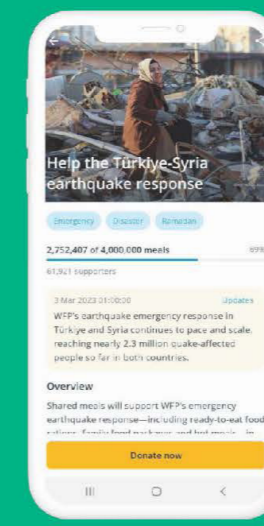 Help the Türkiye-Syria
earthquake response
Emergency Disaster Ramadan
2,752,407 of 4,000,000 meals
61,921 supporters
3 Mar 2023 01:00:00 Updates
WFP's earthquake emergency response in
Türkiye and Syria continues to pace and scale,
reaching nearly 2.3 million quake-affected
people so far in both countries.
Overview
Shared meals will support WFP's emergency
earthquake response—including ready-to-eat food
Donate now